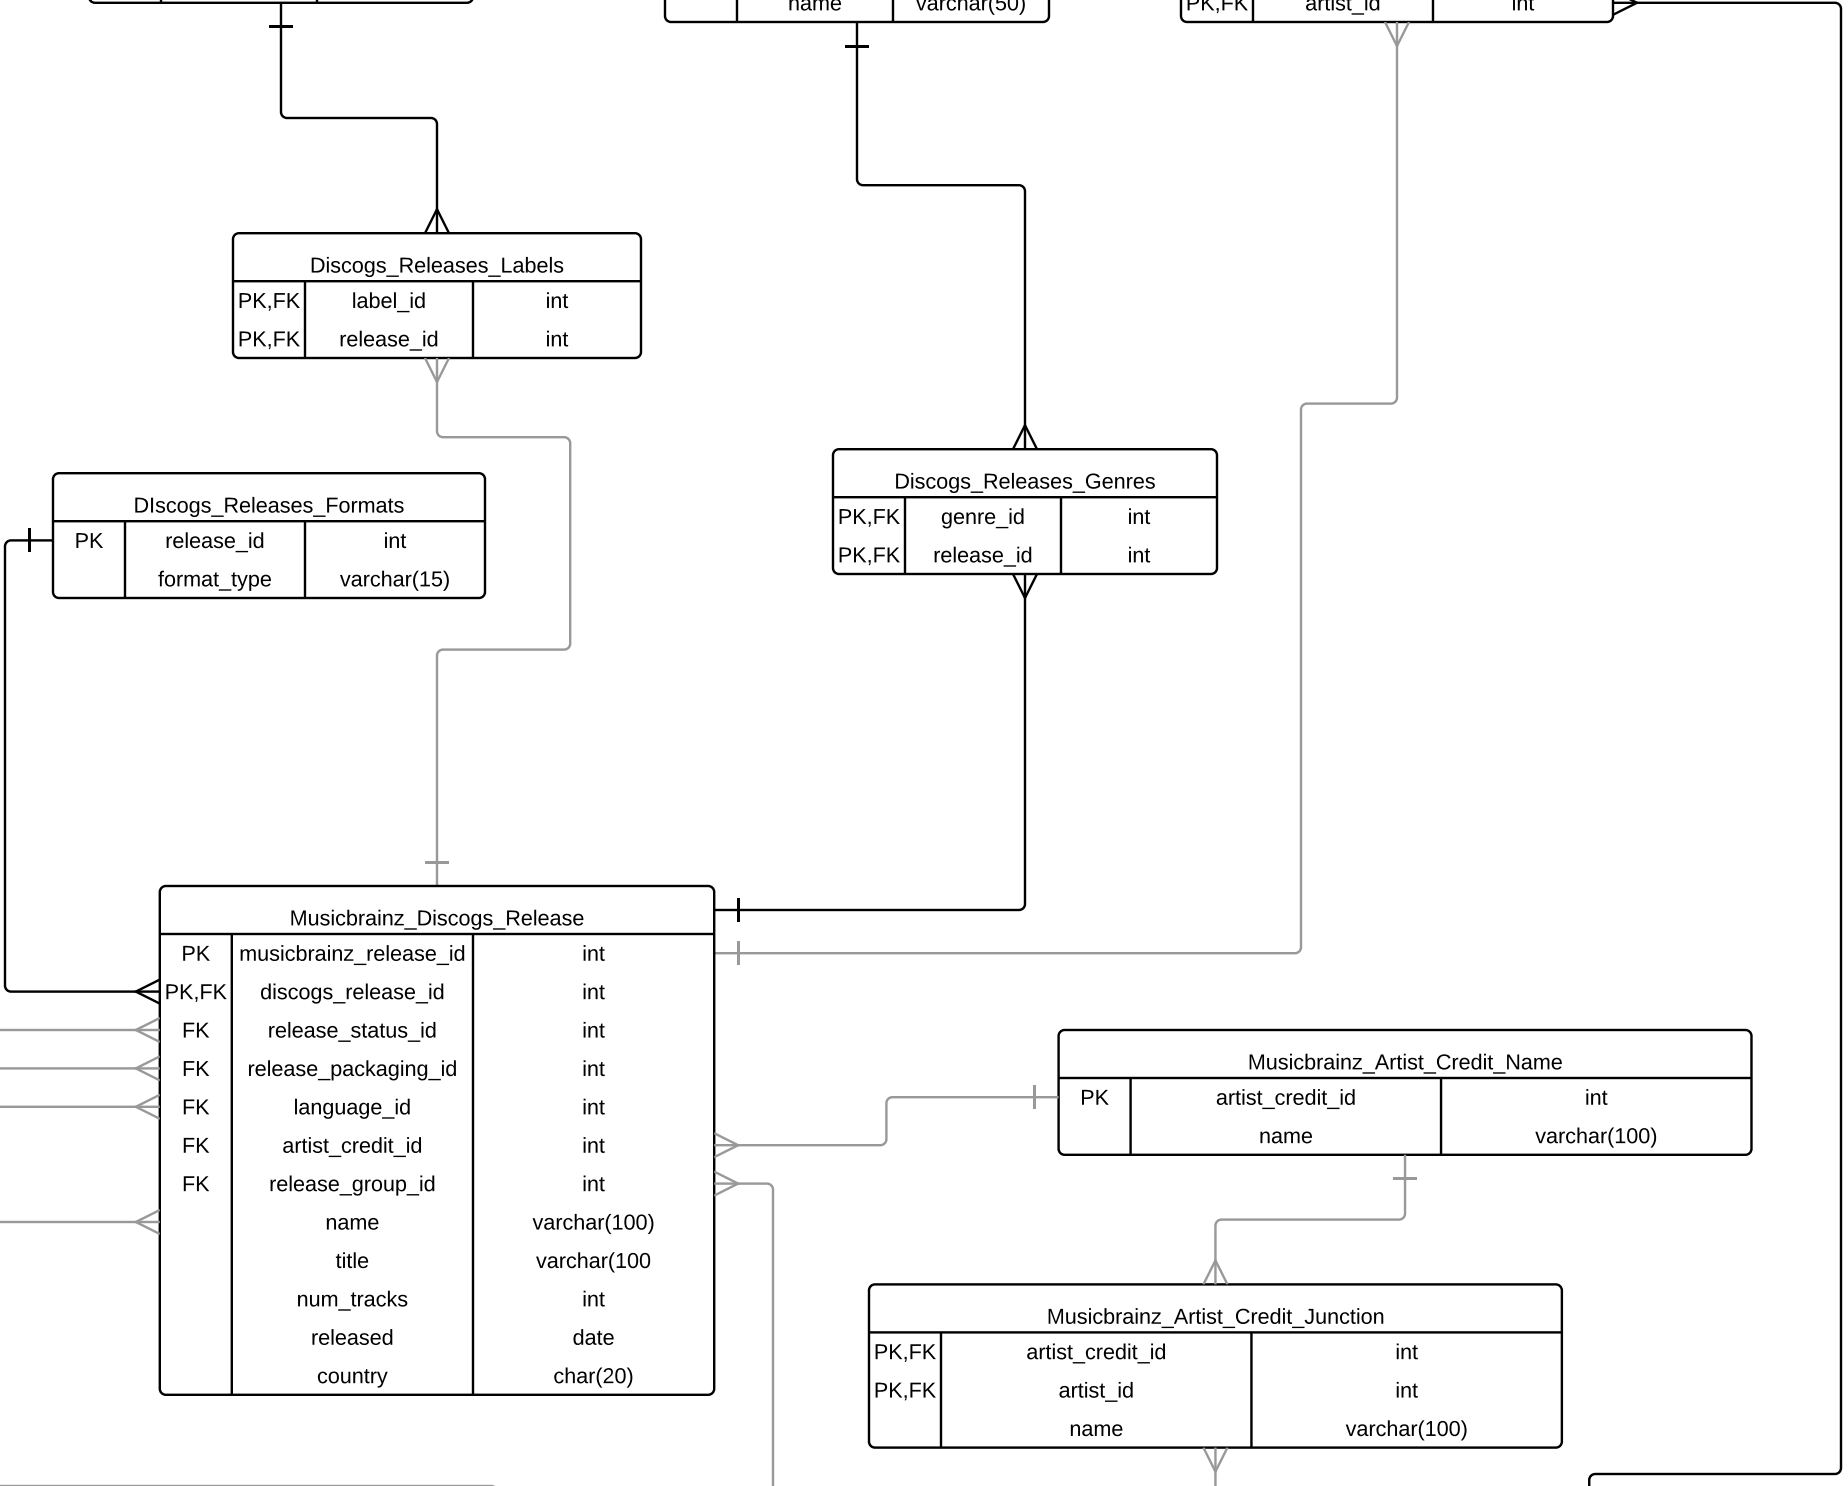 name varchar(50)
PK,FK artist_id int
Discogs_Releases_Labels
PK,FK label_id int
PK,FK release_id int
DIscogs_Releases_Formats
PK release_id int
format_type varchar(15)
Discogs_Releases_Genres
PK,FK genre_id int
PK,FK release_id int
Musicbrainz_Discogs_Release
PK musicbrainz_release_id int
PK,FK discogs_release_id int
FK release_status_id int
FK release_packaging_id int
FK language_id int
FK artist_credit_id int
FK release_group_id int
name varchar(100)
title varchar(100
num_tracks int
released date
country char(20)
Musicbrainz_Artist_Credit_Name
PK artist_credit_id int
name varchar(100)
Musicbrainz_Artist_Credit_Junction
PK,FK artist_credit_id int
PK,FK artist_id int
name varchar(100)